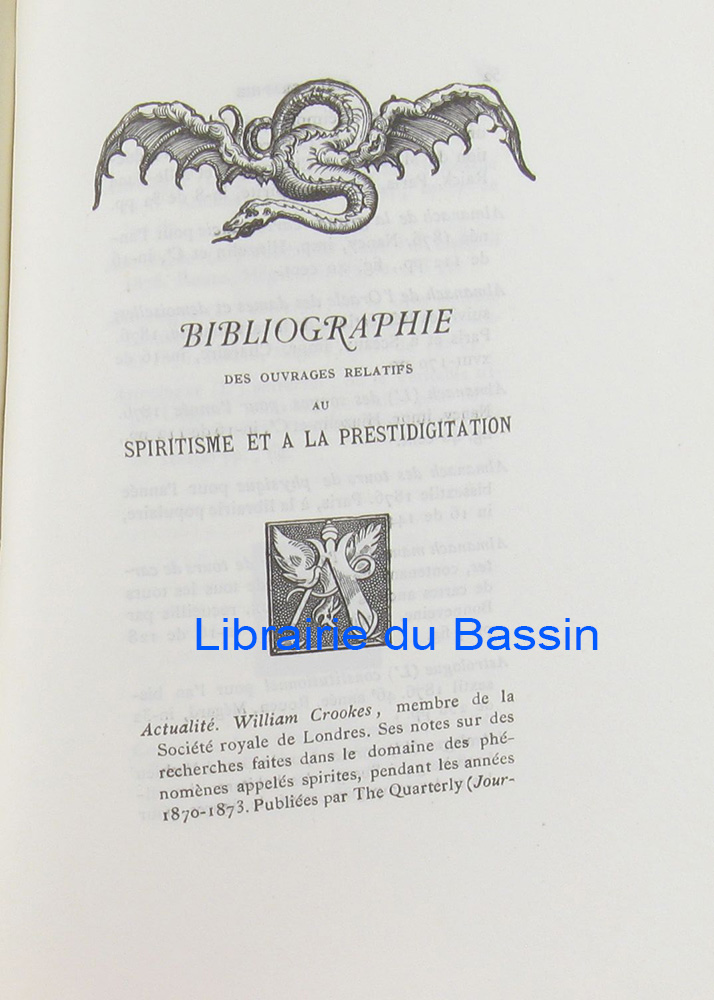 BIBLIOGRAPHIE
DES OUVRAGES RELATIFS
AU
SPIRITISME ET A LA PRESTIDIGITATION
A
Librairie du Bassin
Actualité. William Crookes, membre de la
Société royale de Londres. Ses notes sur des
recherches faites dans le domaine des phé-
nomènes appelés spirites, pendant les années
1870-1873. Publiées par The Quarterly (Jour-